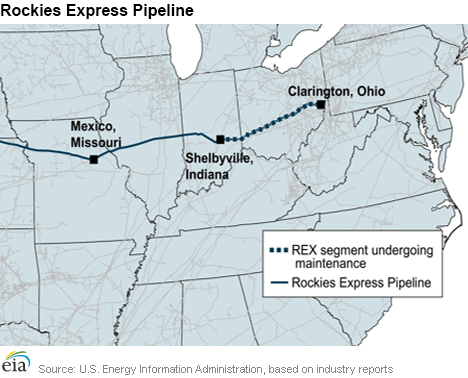 Rockies Express Pipeline
Clarington, Ohio
Mexico,
Missouri
Shelbyville,
Indiana
REX segment undergoing
maintenance
Rockies Express Pipeline
eia
Source: U.S. Energy Information Administration, based on industry reports